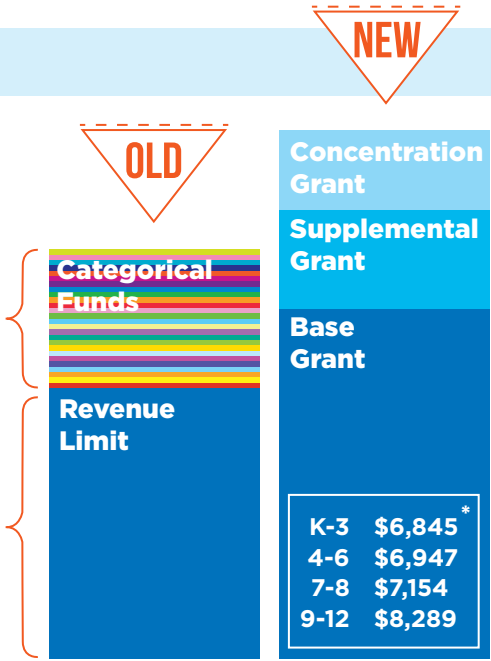 NEW
OLD
Categorical
Funds
Revenue
Limit
Concentration
Grant
Supplemental
Grant
Base
Grant
K-3 $6,845*
4-6 $6,947
7-8 $7,154
9-12 $8,289